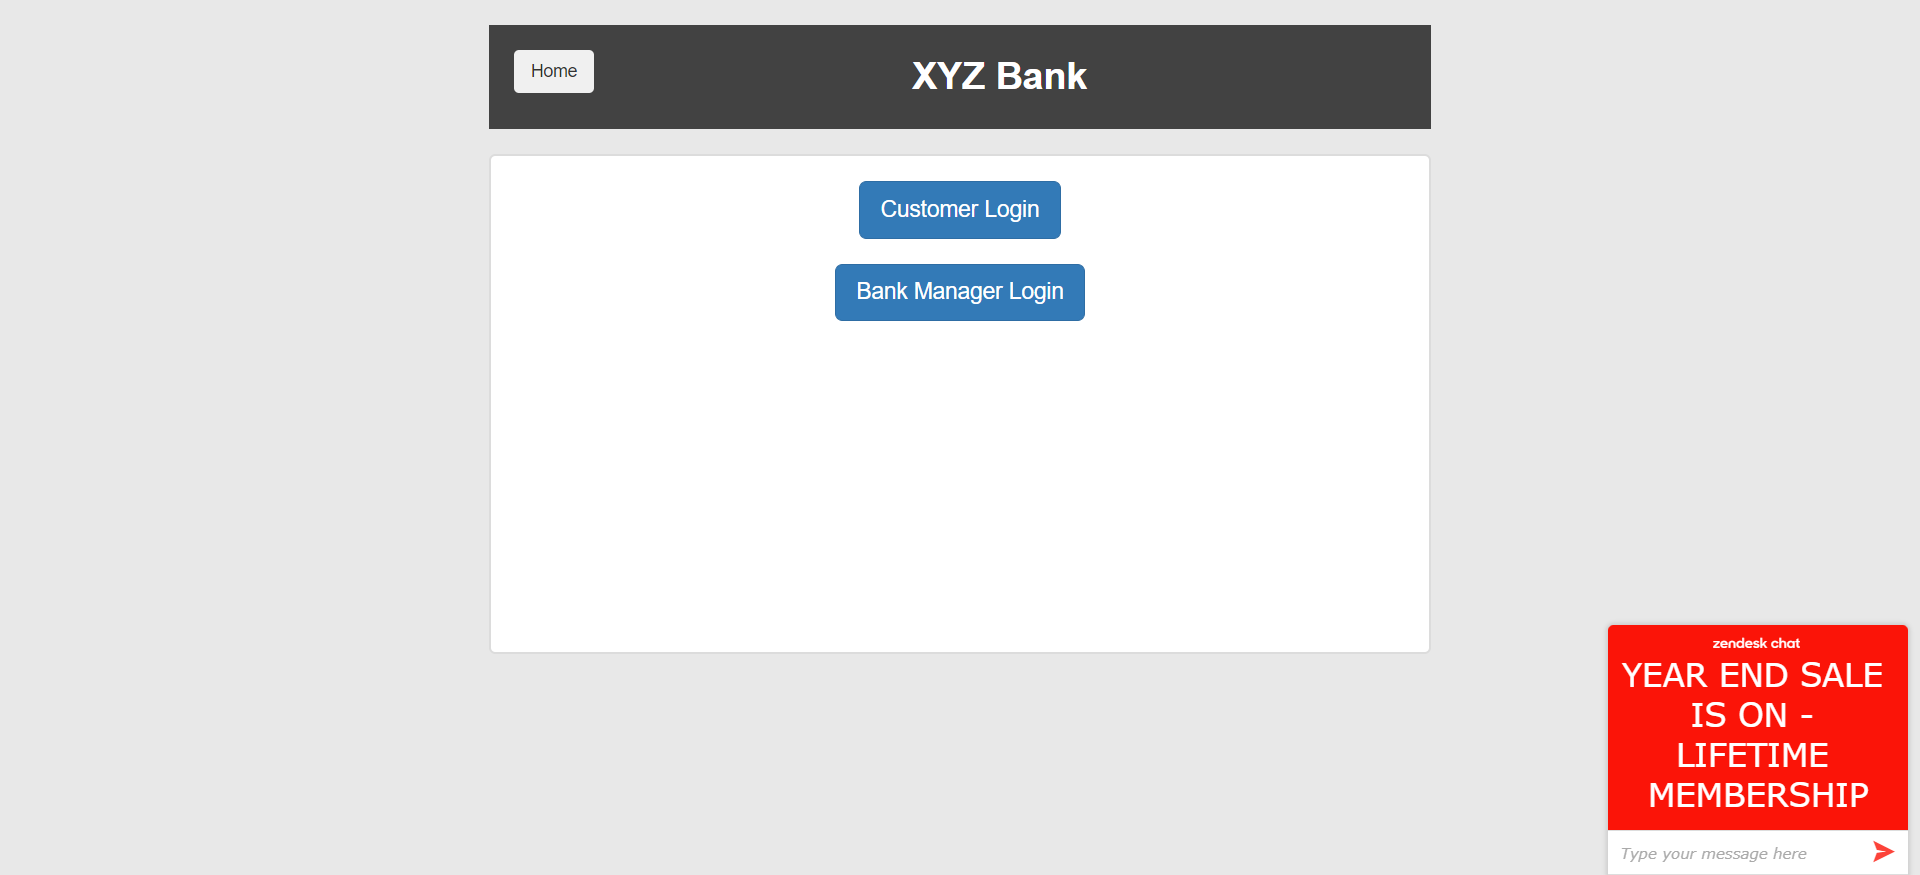 Home
XYZ Bank
Customer Login
Bank Manager Login
zendesk chat
YEAR END SALE
IS ON -
LIFETIME
MEMBERSHIP
Type your message here